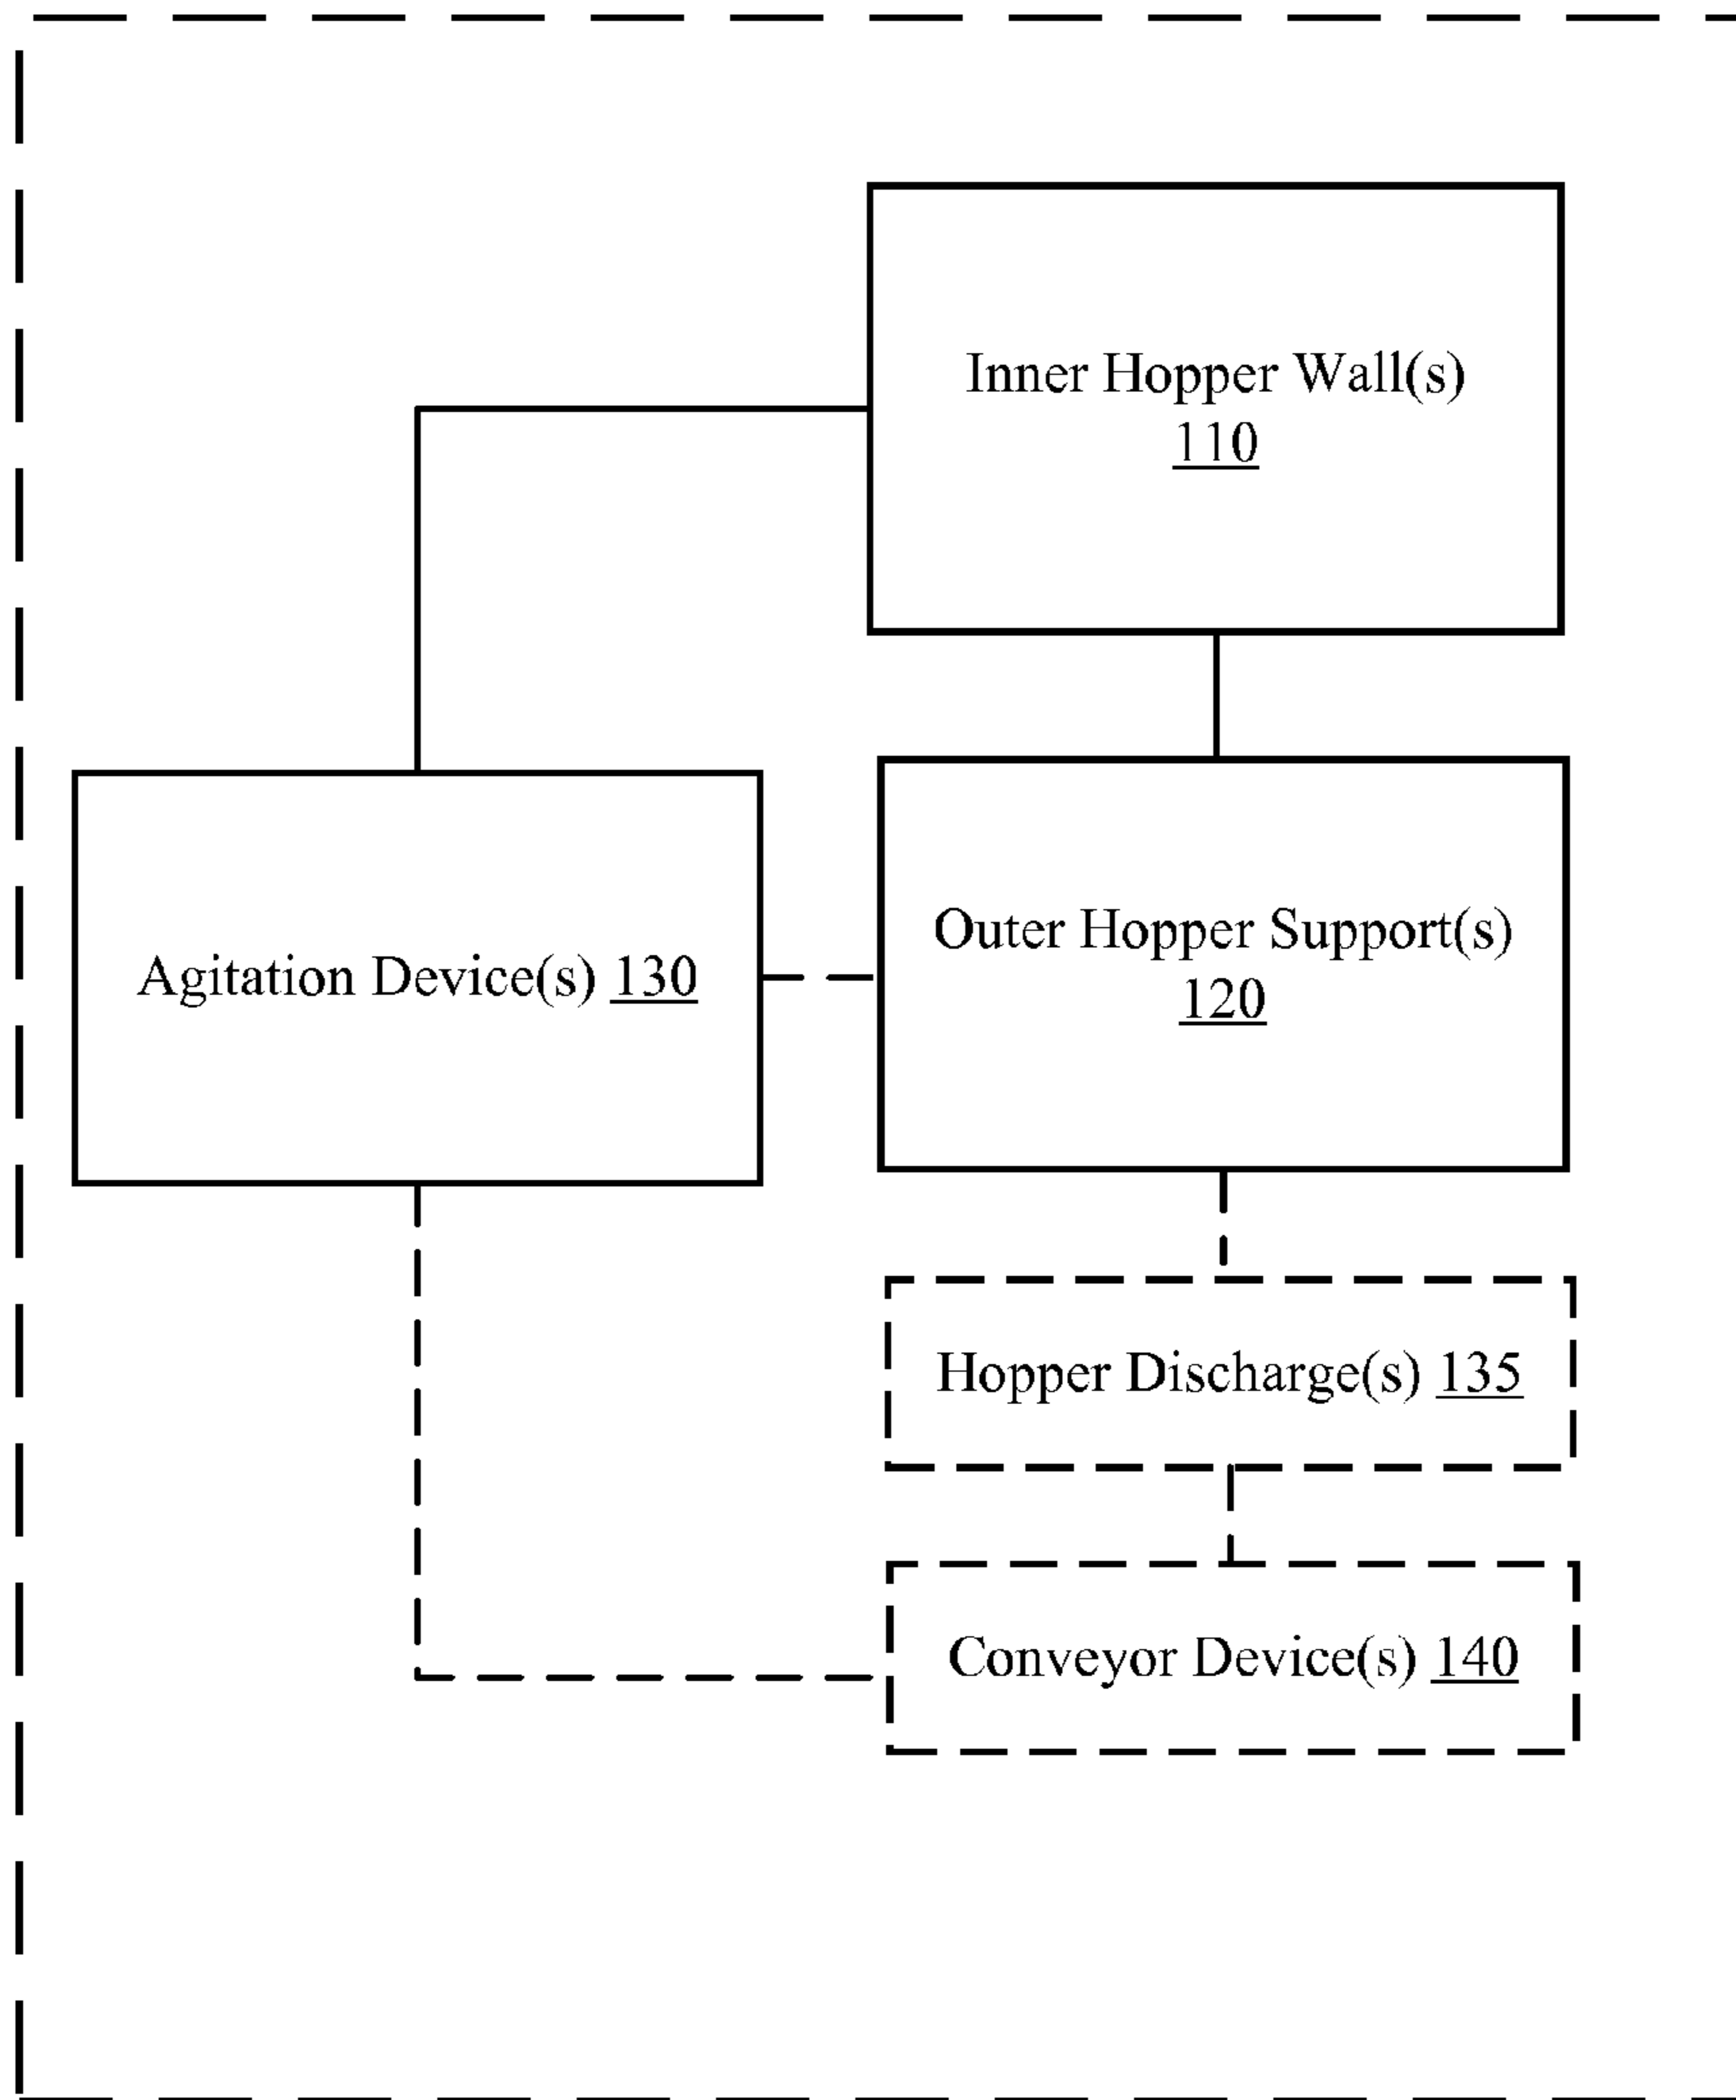 Inner Hopper Wall(s)
110
Outer Hopper Support(s)
120
Agitation Device(s) 130
Hopper Discharge(s) 135
Conveyor Device(s) 140